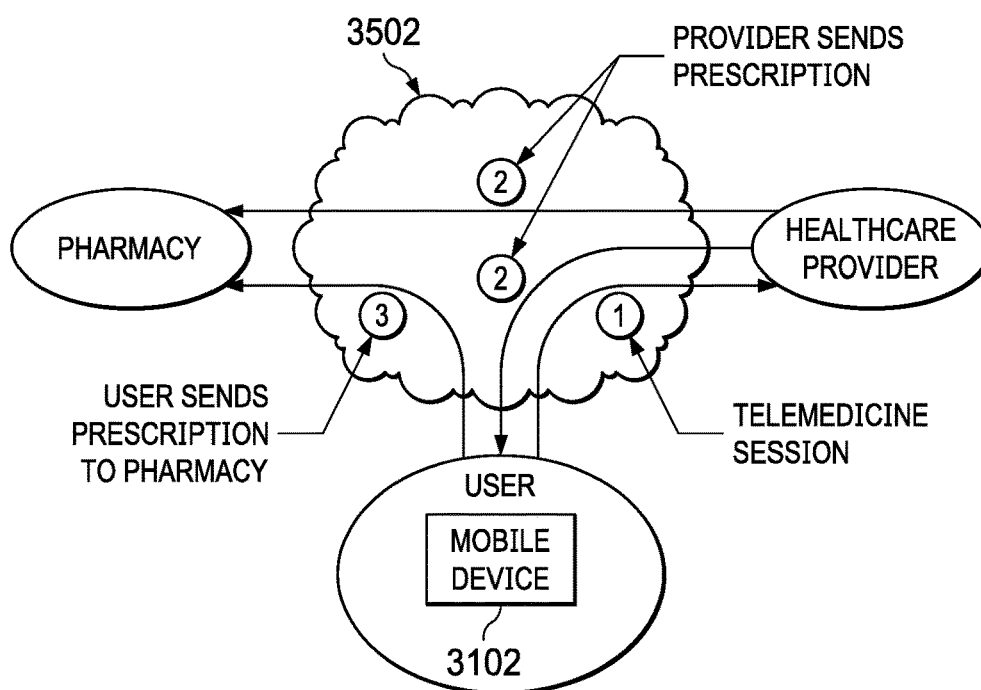 3502
PROVIDER SENDS
PRESCRIPTION
2
PHARMACY
HEALTHCARE
PROVIDER
2
3
1
USER SENDS
PRESCRIPTION
TO PHARMACY
TELEMEDICINE
SESSION
USER
MOBILE
DEVICE
3102